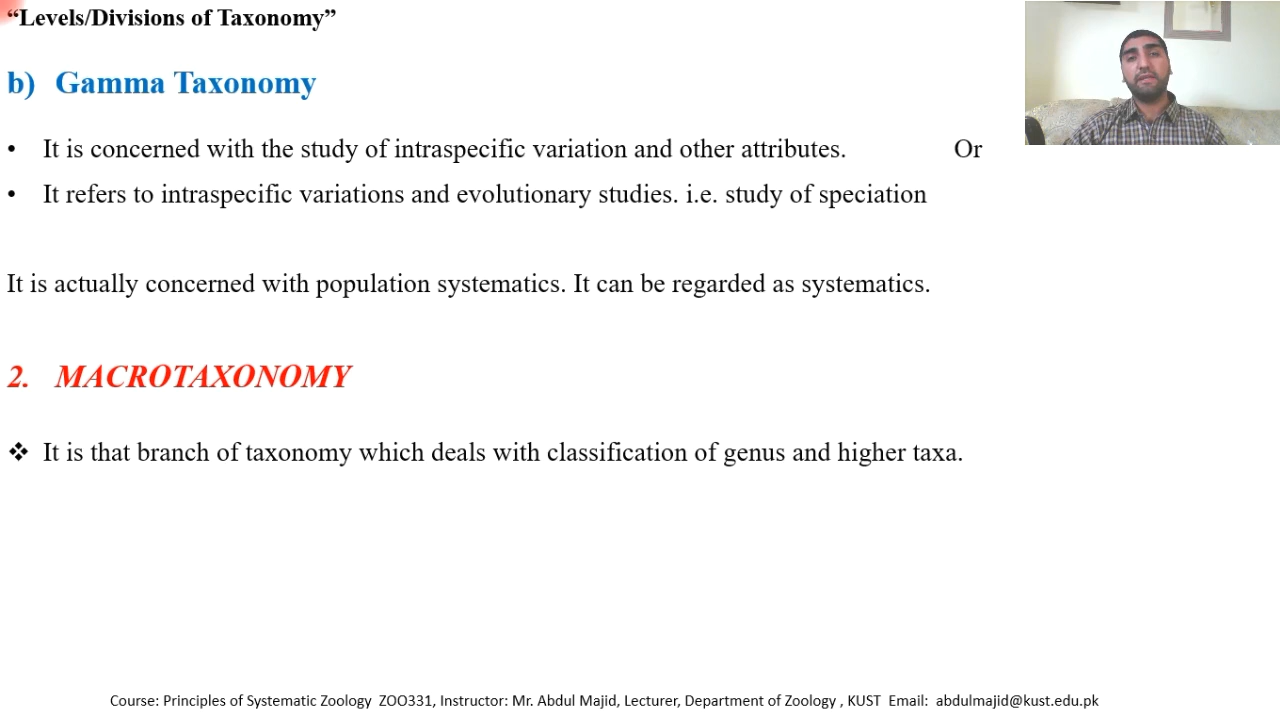 “Levels/Divisions of Taxonomy”
b) Gamma Taxonomy
• It is concerned with the study of intraspecific variation and other attributes. Or
• It refers to intraspecific variations and evolutionary studies. i.e. study of speciation
It is actually concerned with population systematics. It can be regarded as systematics.
2. MACROTAXONOMY
❖ It is that branch of taxonomy which deals with classification of genus and higher taxa.
Course: Principles of Systematic Zoology ZOO331, Instructor: Mr. Abdul Majid, Lecturer, Department of Zoology , KUST Email: abdulmajid@kust.edu.pk